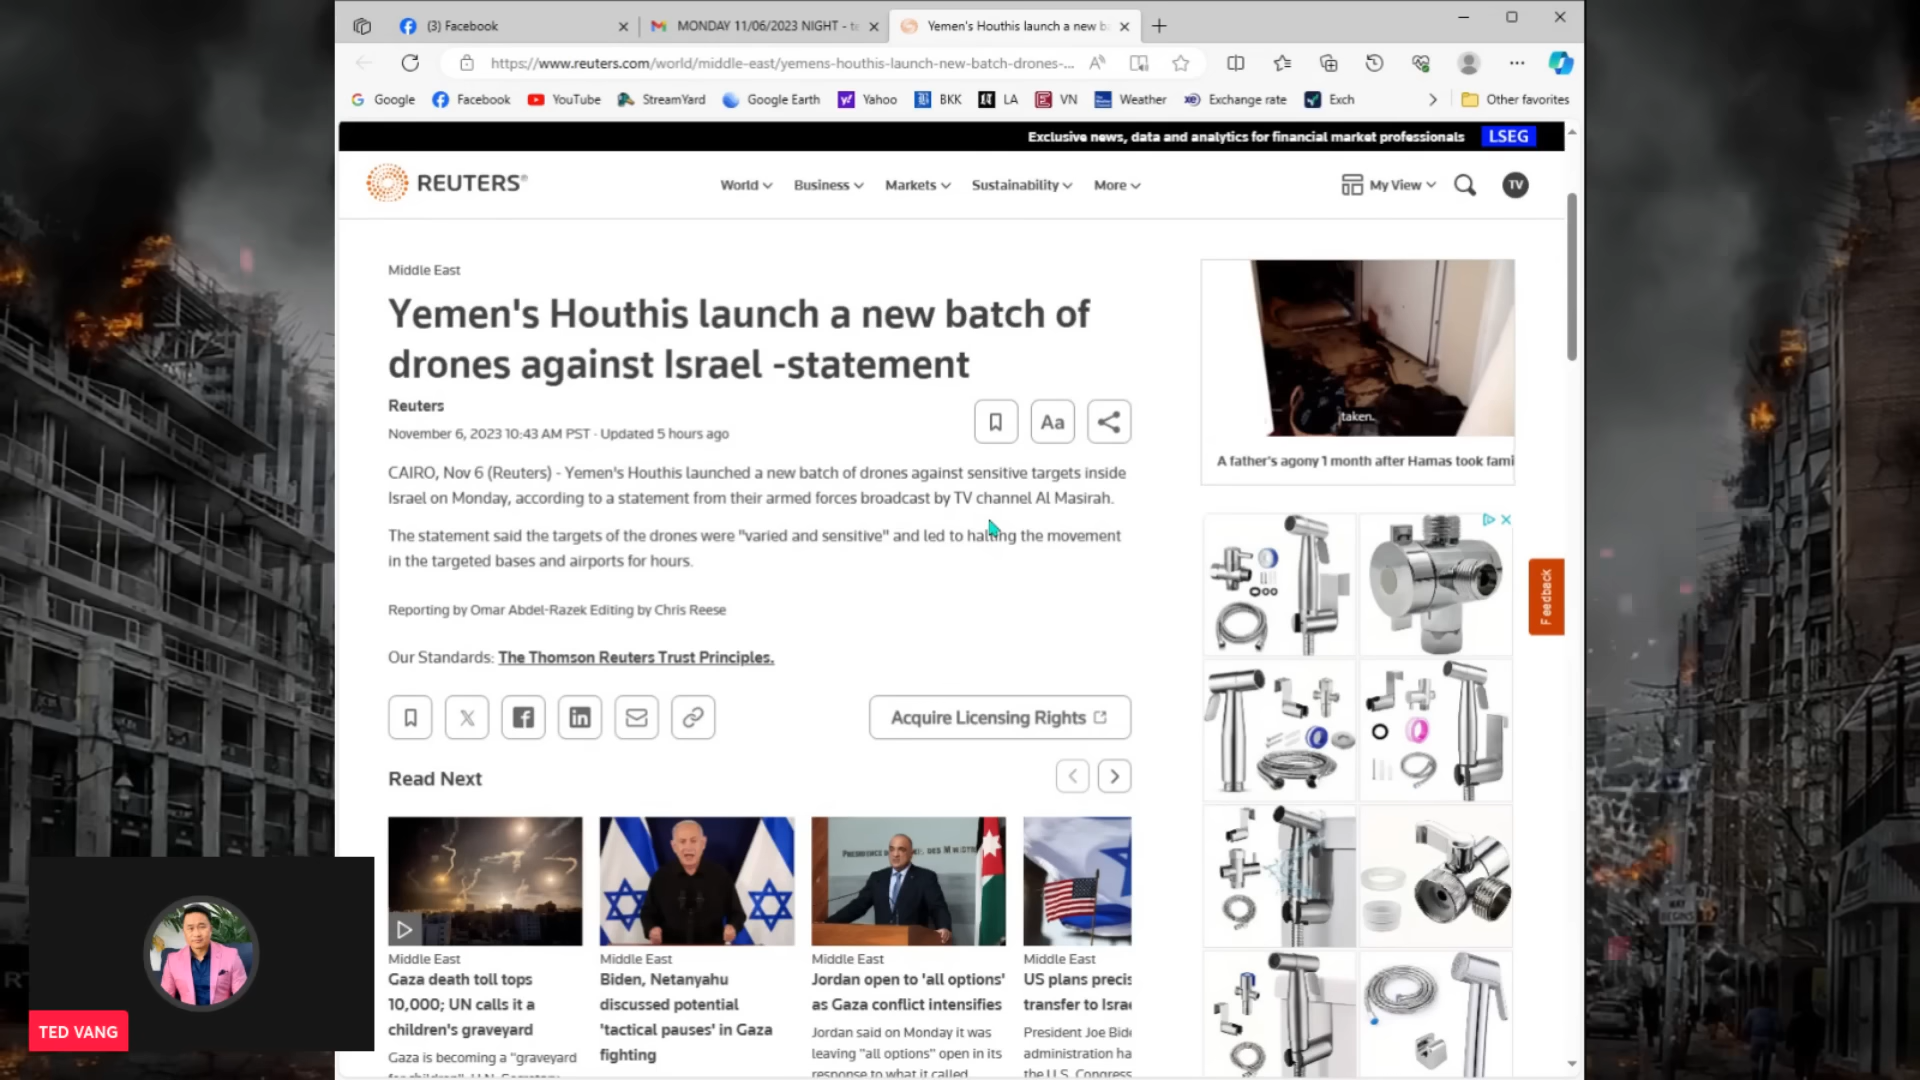 (3) Facebook
MONDAY 11/06/2023 NIGHT - te
Yemen's Houthis launch a new b
https://www.reuters.com/world/middle-east/yemens-houthis-launch-new-batch-drones-...
Google
Facebook
YouTube
StreamYard
Google Earth
Yahoo
BKK
LA
VN
Weather
Exchange rate
Exch
Other favorites
Exclusive news, data and analytics for financial market professionals
LSEG
REUTERS®
World
Business
Markets
Sustainability
More
My View
TV
Middle East
Yemen's Houthis launch a new batch of
drones against Israel -statement
Reuters
November 6, 2023 10:43 AM PST · Updated 5 hours ago
Aa
CAIRO, Nov 6 (Reuters) - Yemen's Houthis launched a new batch of drones against sensitive targets inside
Israel on Monday, according to a statement from their armed forces broadcast by TV channel Al Masirah.
The statement said the targets of the drones were "varied and sensitive" and led to halting the movement
in the targeted bases and airports for hours.
Reporting by Omar Abdel-Razek Editing by Chris Reese
Our Standards: The Thomson Reuters Trust Principles.
Acquire Licensing Rights
taken.
A father's agony 1 month after Hamas took fami
Feedback
Read Next
Middle East
Gaza death toll tops
10,000; UN calls it a
children's graveyard
Gaza is becoming a "graveyard
Middle East
Biden, Netanyahu
discussed potential
'tactical pauses' in Gaza
fighting
Middle East
Jordan open to 'all options'
as Gaza conflict intensifies
Jordan said on Monday it was
leaving "all options" open in its
response to what it called
Middle East
US plans precis
transfer to Israe
President Joe Bide
administration ha
the U.S. Congress
TED VANG
WAY
BEGINS